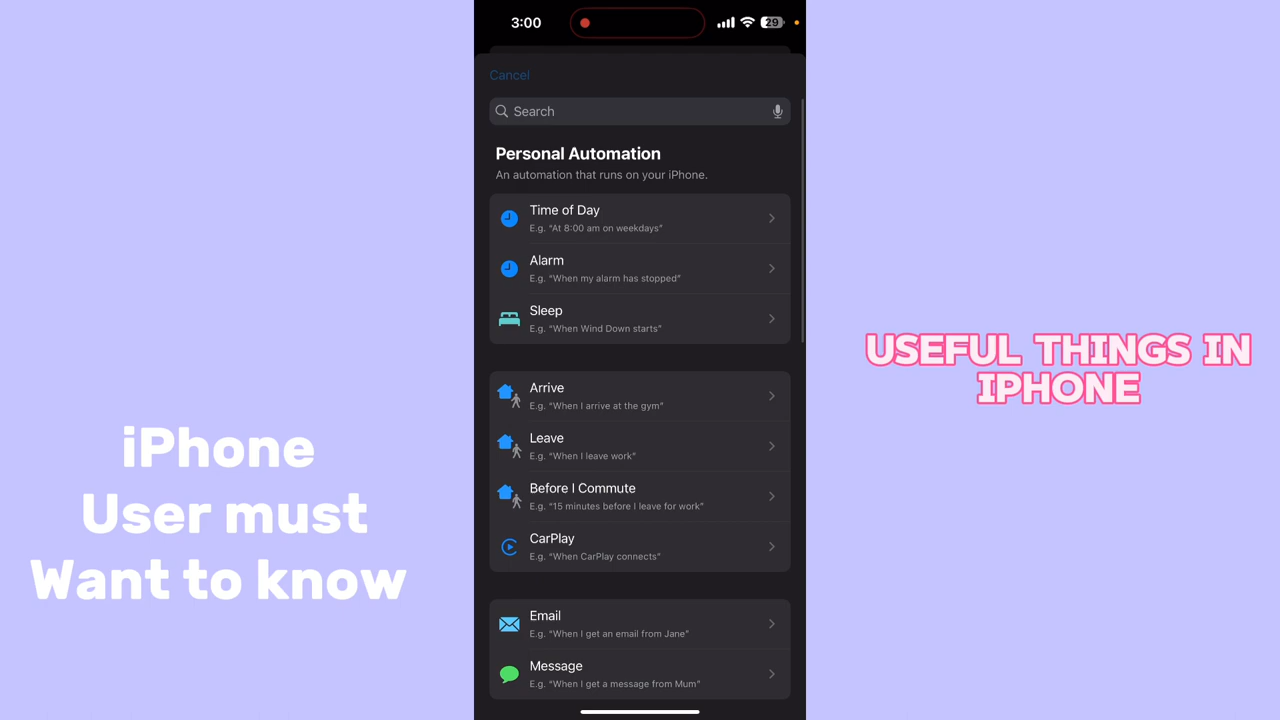 3:00
29
Cancel
Search
Personal Automation
An automation that runs on your iPhone.
Time of Day
E.g. “At 8:00 am on weekdays”
Alarm
E.g. “When my alarm has stopped”
Sleep
E.g. “When Wind Down starts”
Arrive
E.g. “When I arrive at the gym”
Leave
E.g. “When I leave work”
Before I Commute
E.g. “15 minutes before I leave for work”
CarPlay
E.g. “When CarPlay connects”
Email
E.g. “When I get an email from Jane”
Message
E.g. “When I get a message from Mum”
iPhone
User must
Want to know
USEFUL THINGS IN
IPHONE